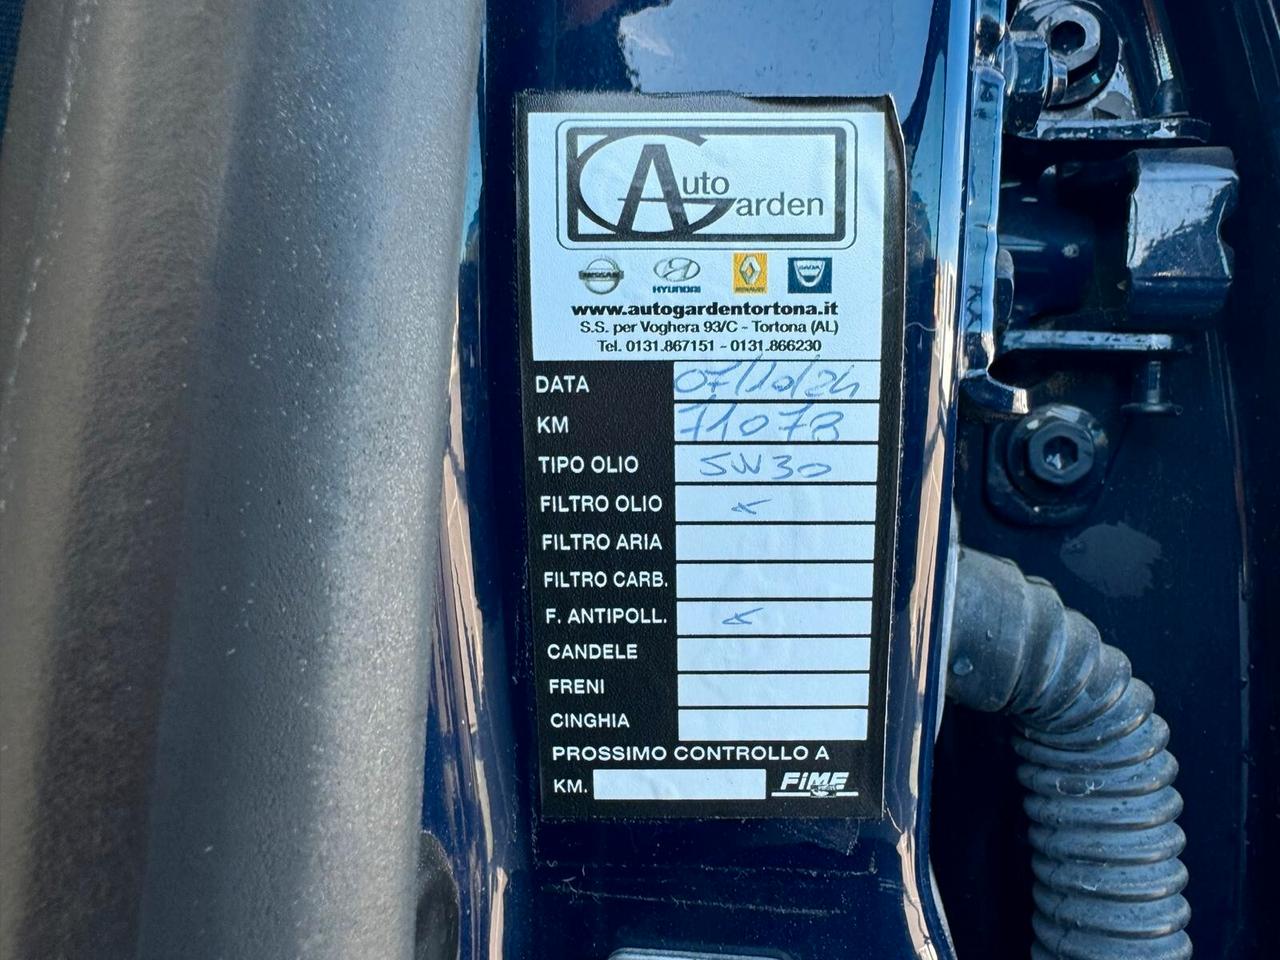 Auto
Garden
NISSAN HYUNDAI RENAULT DACIA
www.autogardentortona.it
S.S. per Voghera 93/C - Tortona (AL)
Tel. 0131.867151 - 0131.866230
DATA 07/10/24
KM 71078
TIPO OLIO 5W30
FILTRO OLIO
FILTRO ARIA
FILTRO CARB.
F. ANTIPOLL.
CANDELE
FRENI
CINGHIA
PROSSIMO CONTROLLO A
KM. FIME